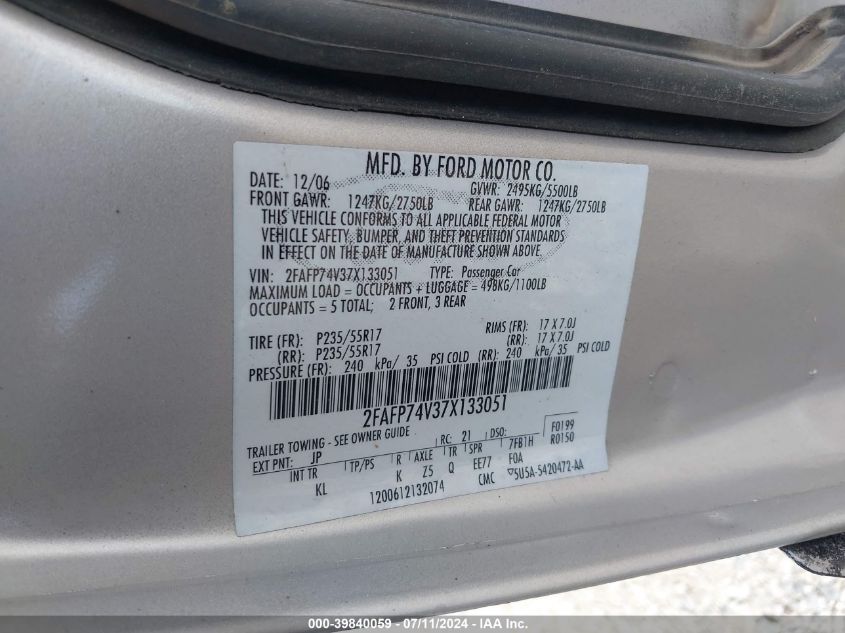 MFD. BY FORD MOTOR CO.
DATE: 12/06 GVWR: 2495KG/5500LB
FRONT GAWR: 1247KG/2750LB REAR GAWR: 1247KG/2750LB
THIS VEHICLE CONFORMS TO ALL APPLICABLE FEDERAL MOTOR
VEHICLE SAFETY, BUMPER, AND THEFT PREVENTION STANDARDS
IN EFFECT ON THE DATE OF MANUFACTURE SHOWN ABOVE.
VIN: 2FAFP74V37X133051 TYPE: Passenger Car
MAXIMUM LOAD = OCCUPANTS + LUGGAGE = 498KG/1100LB
OCCUPANTS = 5 TOTAL; 2 FRONT, 3 REAR
TIRE (FR): P235/55R17 RIMS (FR): 17 X 7.0J
(RR): P235/55R17 (RR): 17 X 7.0J
PRESSURE (FR): 240 kPa/ 35 PSI COLD (RR): 240 kPa/ 35 PSI COLD
2FAFP74V37X133051
TRAILER TOWING - SEE OWNER GUIDE RC: 21 DSO: F0199
EXT PNT: JP R AXLE TR SPR 7FB1H R0150
INT TR TP/PS K Z5 Q EE77 FOA
KL 1200612132074 CMC 5U5A-5420472-AA
000-39840059 - 07/11/2024 - IAA Inc.